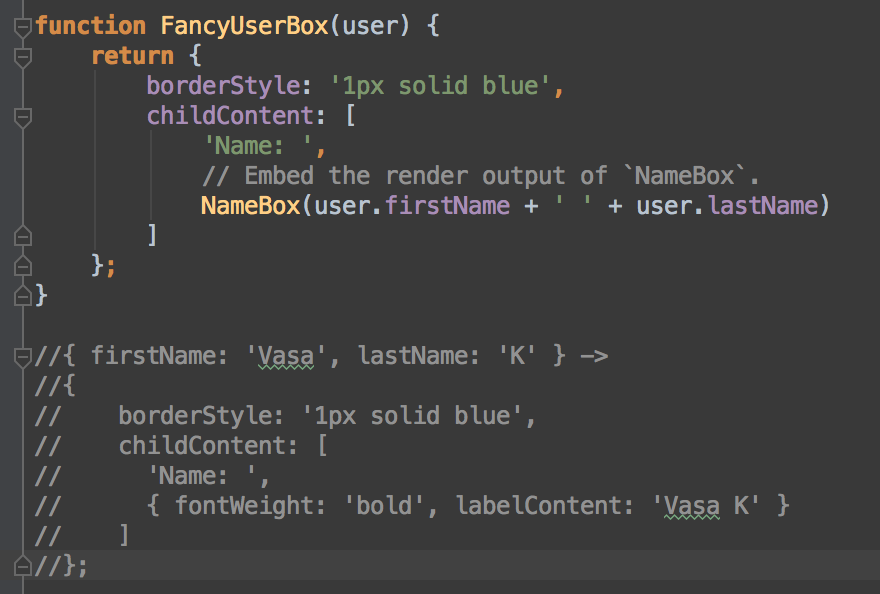 function FancyUserBox(user) {
    return {
        borderStyle: '1px solid blue',
        childContent: [
            'Name: ',
            // Embed the render output of `NameBox`.
            NameBox(user.firstName + ' ' + user.lastName)
        ]
    };
}

//{ firstName: 'Vasa', lastName: 'K' } ->
//{
//    borderStyle: '1px solid blue',
//    childContent: [
//      'Name: ',
//      { fontWeight: 'bold', labelContent: 'Vasa K' }
//    ]
//};